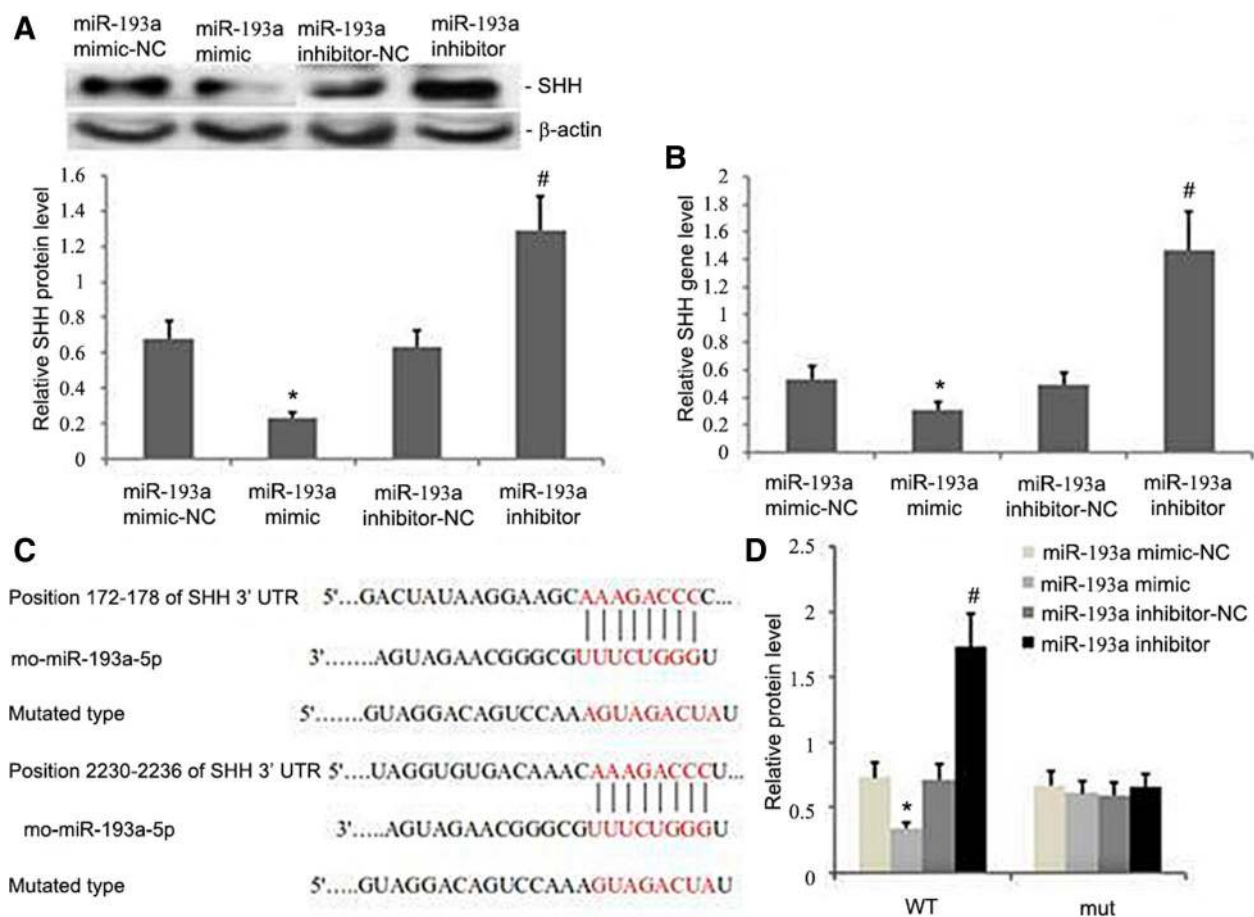 A
miR-193a mimic-NC
miR-193a mimic
miR-193a inhibitor-NC
miR-193a inhibitor
- SHH
- β-actin
Relative SHH protein level
1.6
1.4
1.2
1
0.8
0.6
0.4
0.2
0
*
#
miR-193a mimic-NC
miR-193a mimic
miR-193a inhibitor-NC
miR-193a inhibitor
B
Relative SHH gene level
2
1.8
1.6
1.4
1.2
1
0.8
0.6
0.4
0.2
0
*
#
miR-193a mimic-NC
miR-193a mimic
miR-193a inhibitor-NC
miR-193a inhibitor
C
Position 172-178 of SHH 3' UTR 5'....GACUAUAAGGAAGCAAAGACCCC...
mo-miR-193a-5p 3'.......AGUAGAACGGGCGUUUCUGGGU
Mutated type 5'.......GUAGGACAGUCCAAAGUAGACUAU
Position 2230-2236 of SHH 3' UTR 5'....UAGGUGUGACAAACAAAGACCCU...
mo-miR-193a-5p 3'.....AGUAGAACGGGCGUUUCUGGGU
Mutated type 5'.....GUAGGACAGUCCAAAGUAGACUAU
D
Relative protein level
2.5
2
1.5
1
0.5
0
miR-193a mimic-NC
miR-193a mimic
miR-193a inhibitor-NC
miR-193a inhibitor
*
#
WT
mut